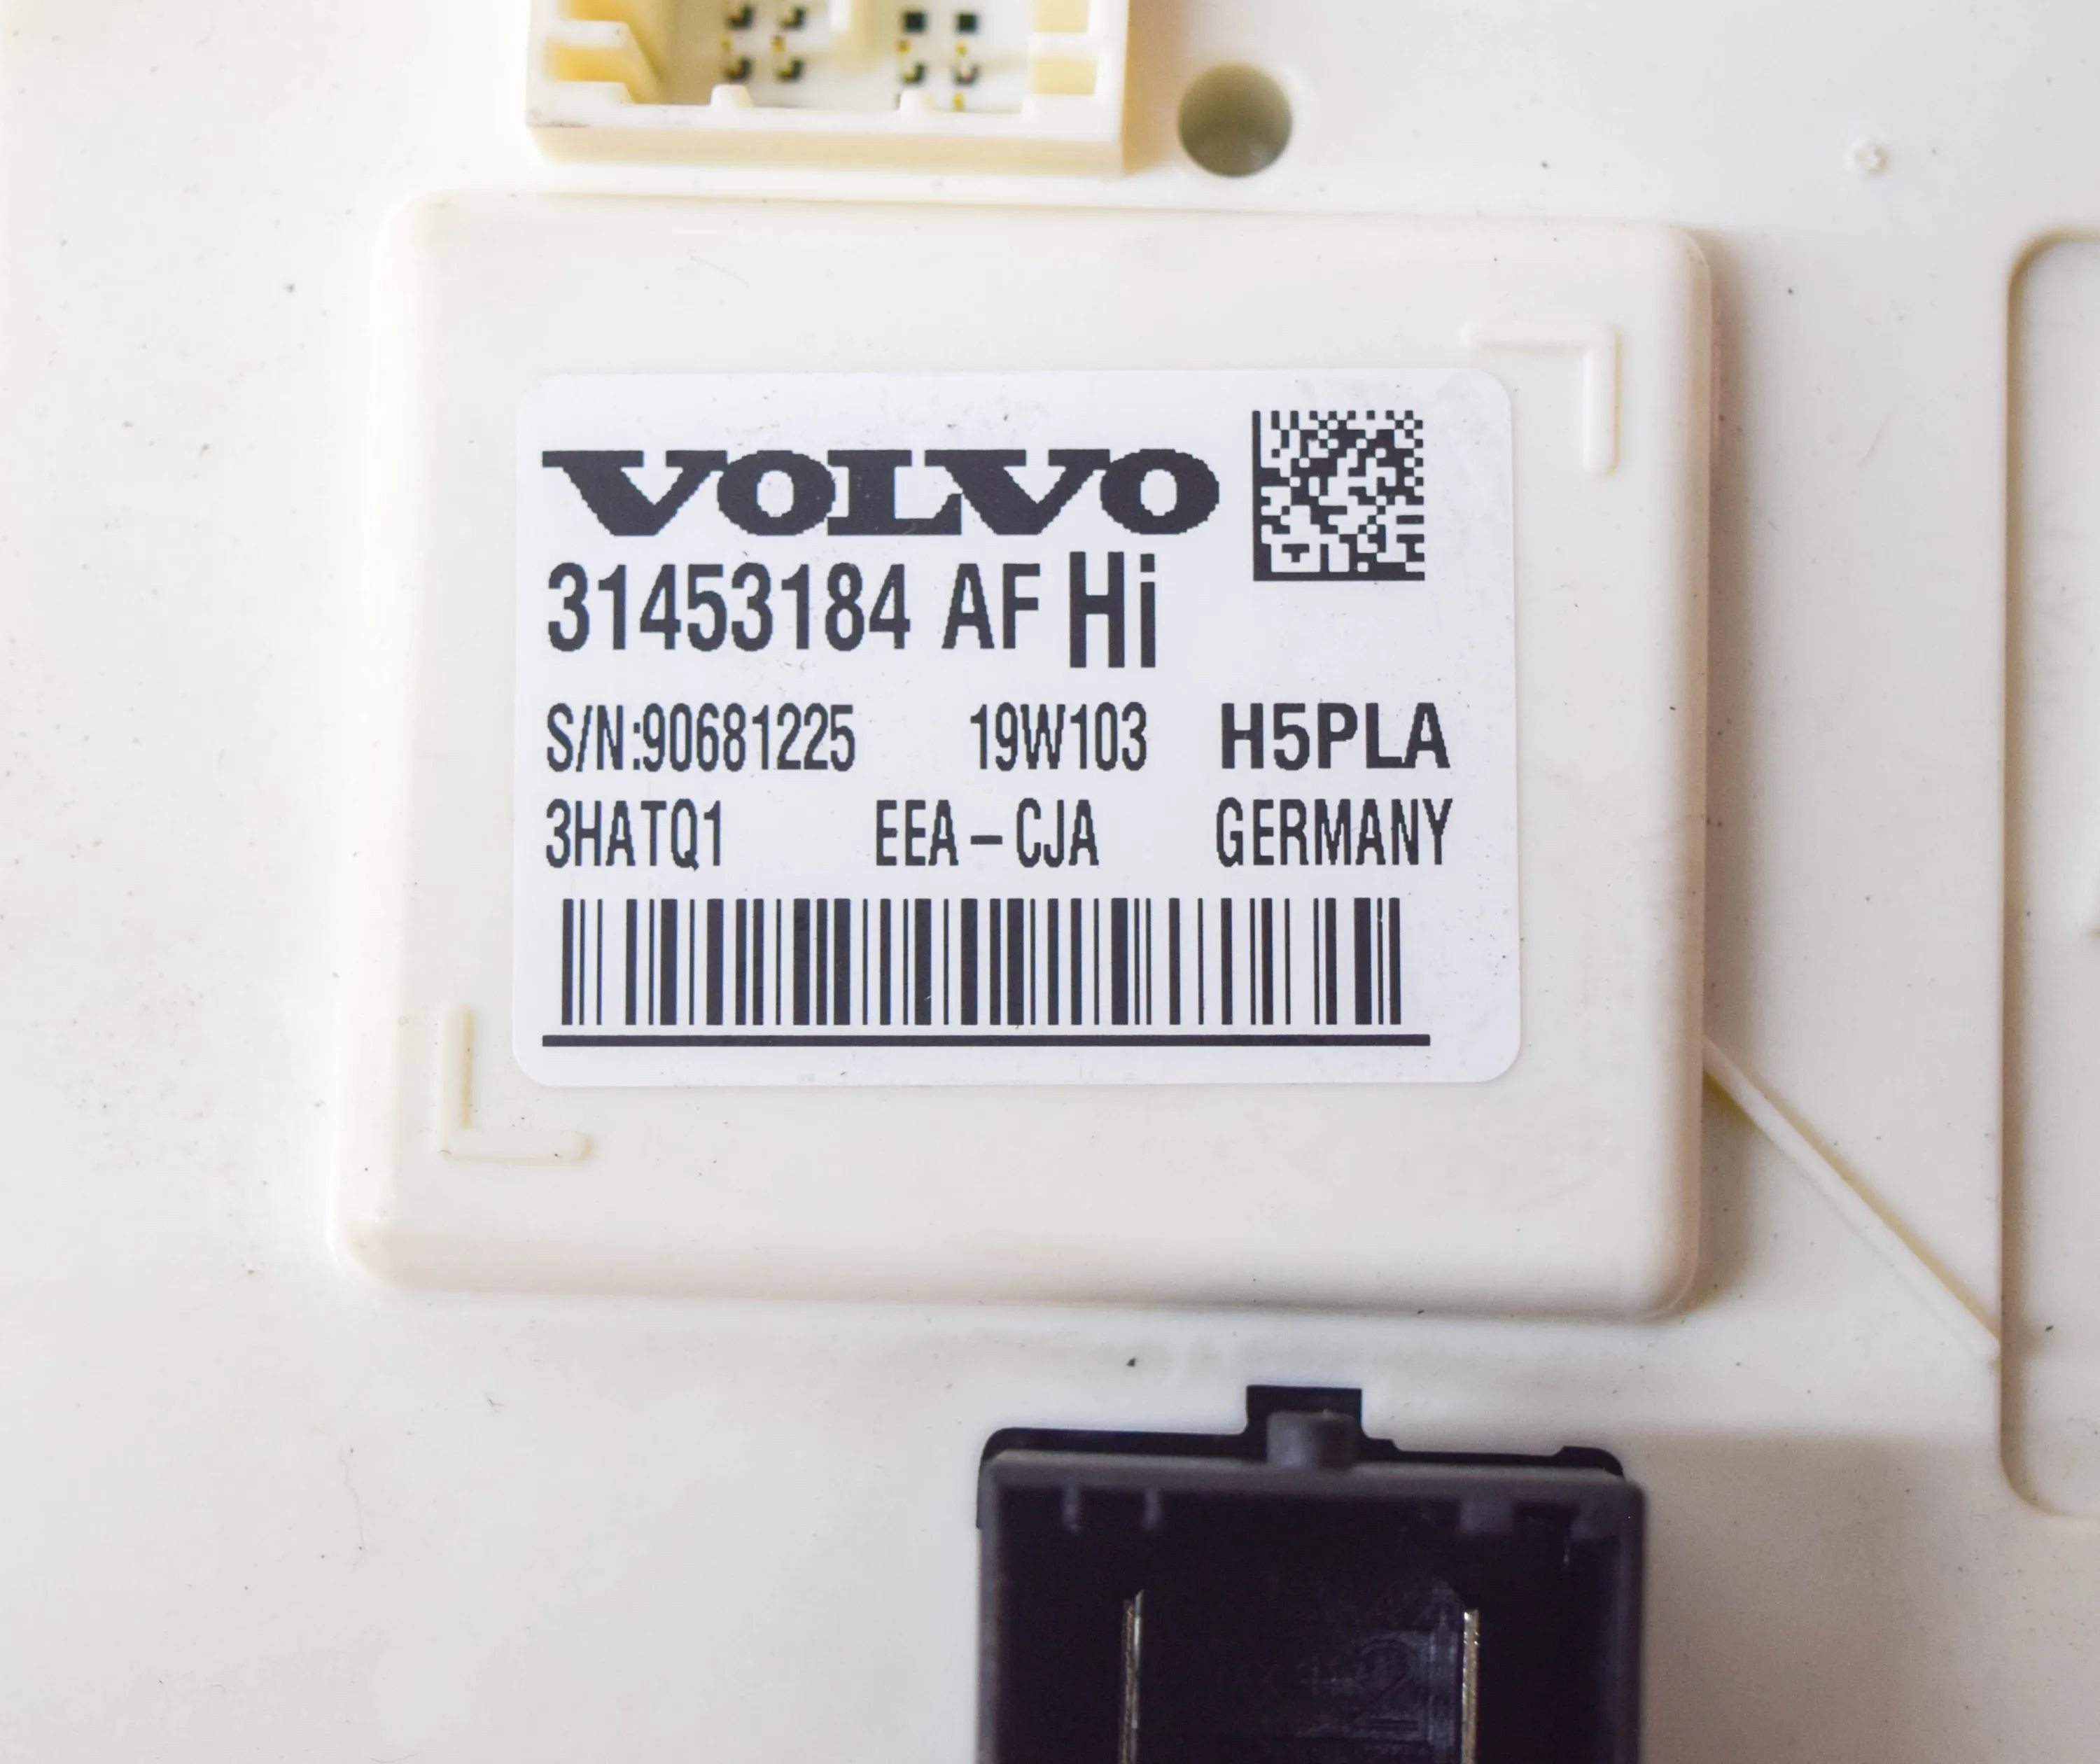 VOLVO
31453184 AF Hi
S/N:90681225 19W103 H5PLA
3HATQ1 EEA – CJA GERMANY